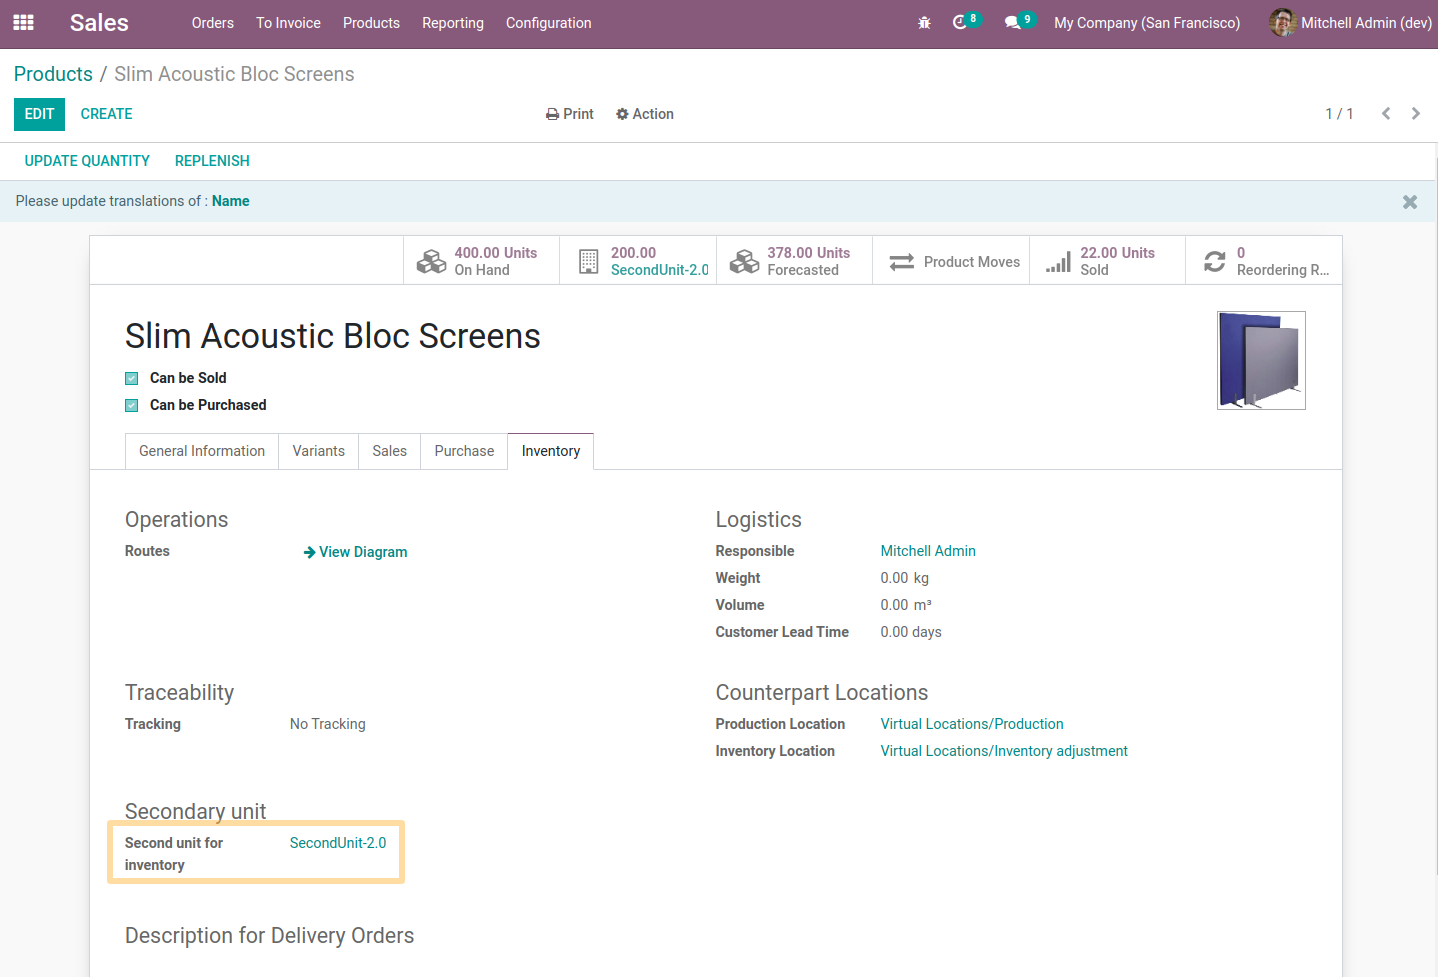 Sales Orders To Invoice Products Reporting Configuration 8 9 My Company (San Francisco) Mitchell Admin (dev)
Products / Slim Acoustic Bloc Screens
EDIT CREATE Print Action 1 / 1
UPDATE QUANTITY REPLENISH
Please update translations of : Name
400.00 Units
On Hand
200.00
SecondUnit-2.0
378.00 Units
Forecasted
Product Moves
22.00 Units
Sold
0
Reordering R...
Slim Acoustic Bloc Screens
Can be Sold
Can be Purchased
General Information Variants Sales Purchase Inventory
Operations
Routes View Diagram
Logistics
Responsible Mitchell Admin
Weight 0.00 kg
Volume 0.00 m³
Customer Lead Time 0.00 days
Traceability
Tracking No Tracking
Counterpart Locations
Production Location Virtual Locations/Production
Inventory Location Virtual Locations/Inventory adjustment
Secondary unit
Second unit for SecondUnit-2.0
inventory
Description for Delivery Orders